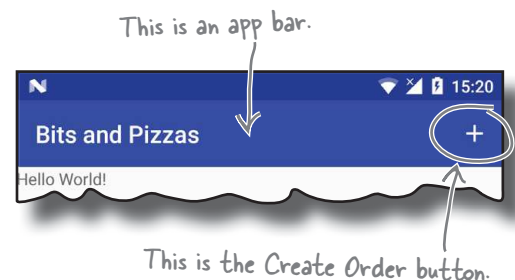 This is an app bar.
N
15:20
Bits and Pizzas
+
Hello World!
This is the Create Order button.